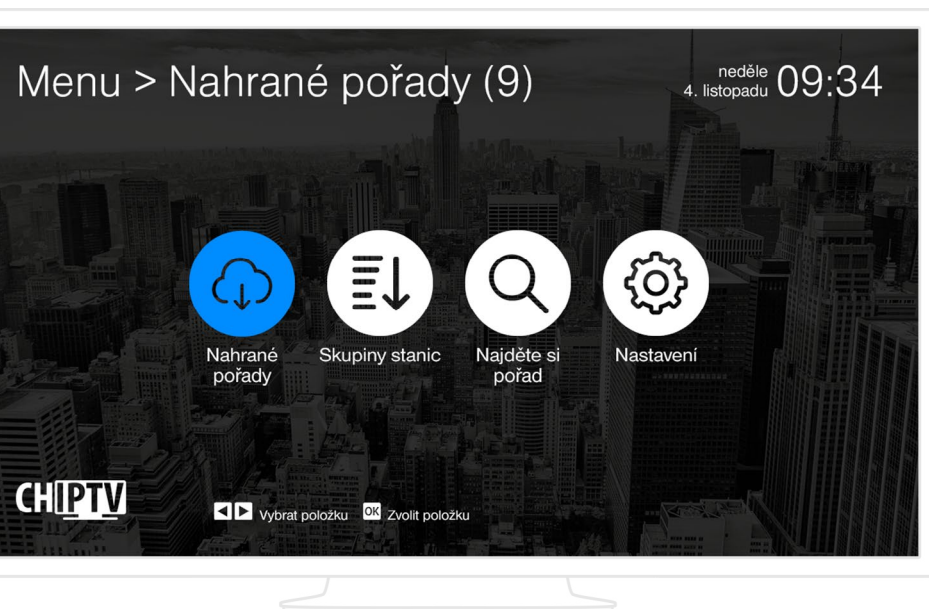 Menu > Nahrané pořady (9)
neděle
4. listopadu 09:34
Nahrané
pořady
Skupiny stanic
Najděte si
pořad
Nastavení
CHIPTV
Vybrat položku OK Zvolit položku